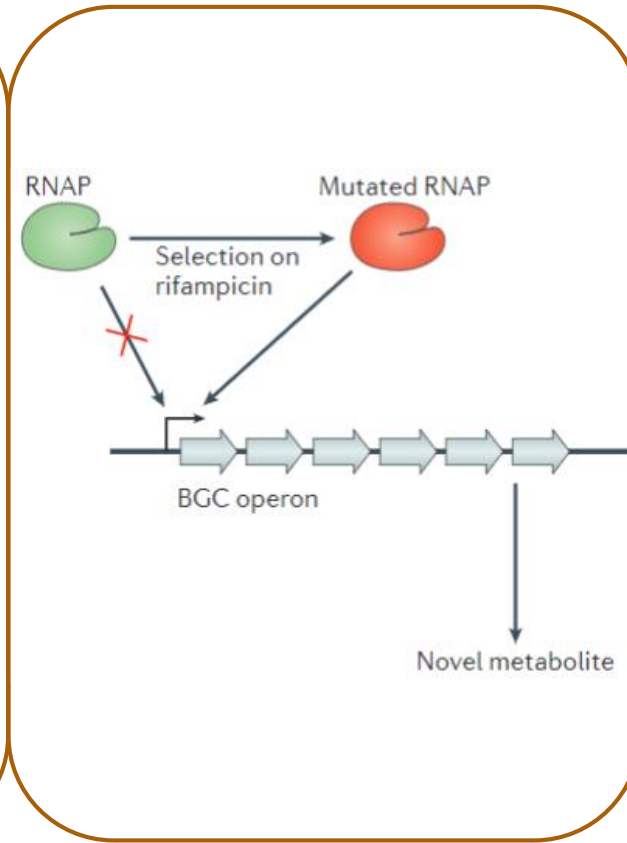 RNAP
Mutated RNAP
Selection on
rifampicin
BGC operon
Novel metabolite